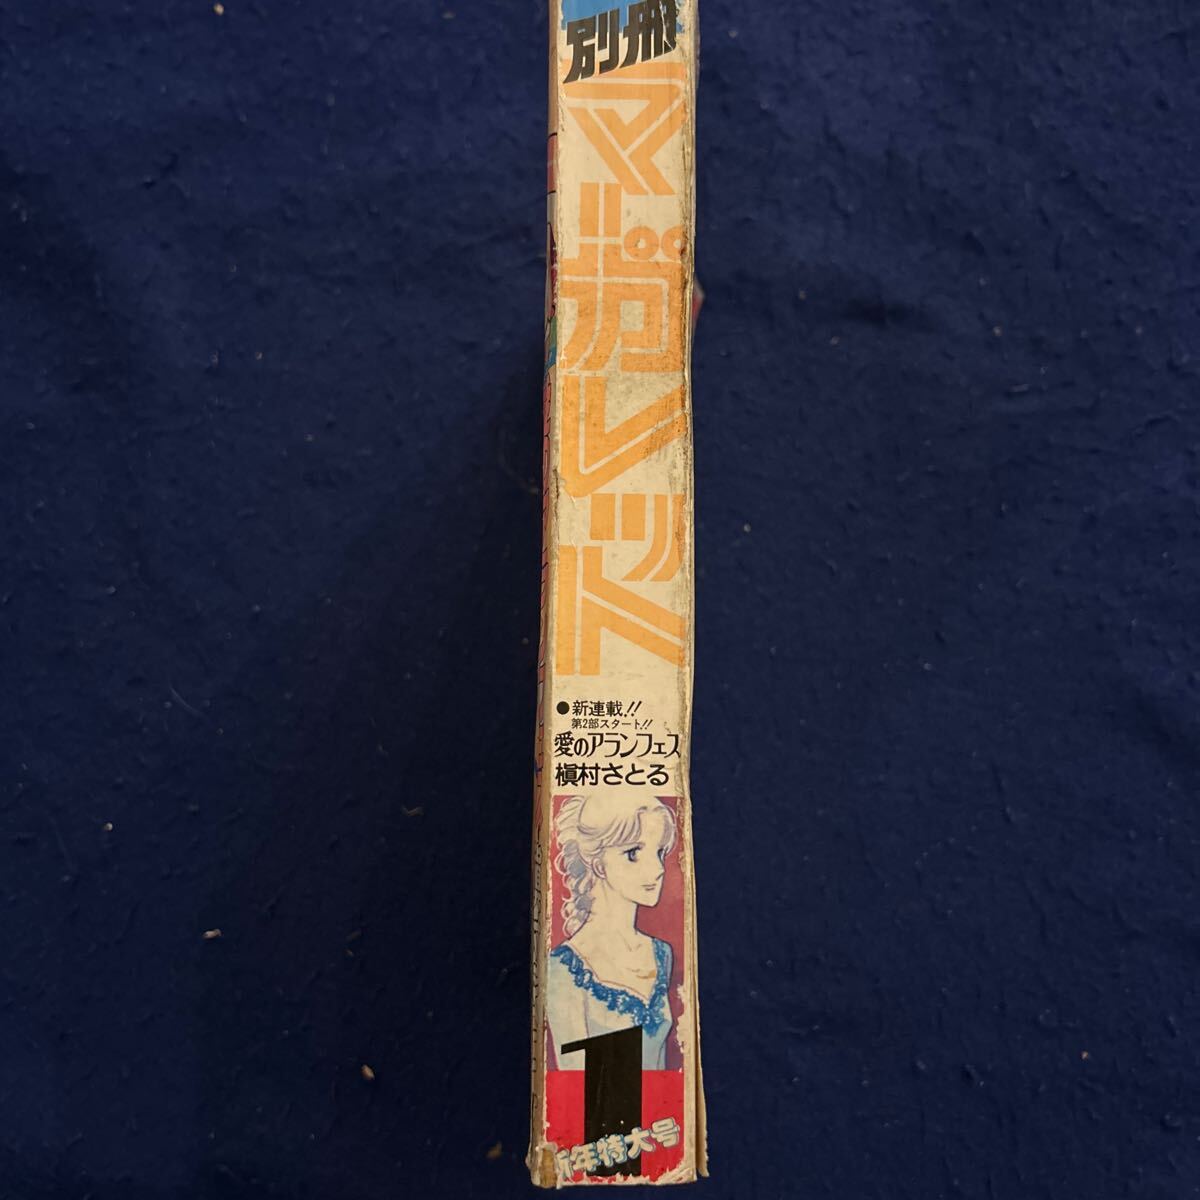 別冊
マーガレット
●新連載!!
第2部スタート!!
愛のアランフェス
槇村さとる
1
新年特大号